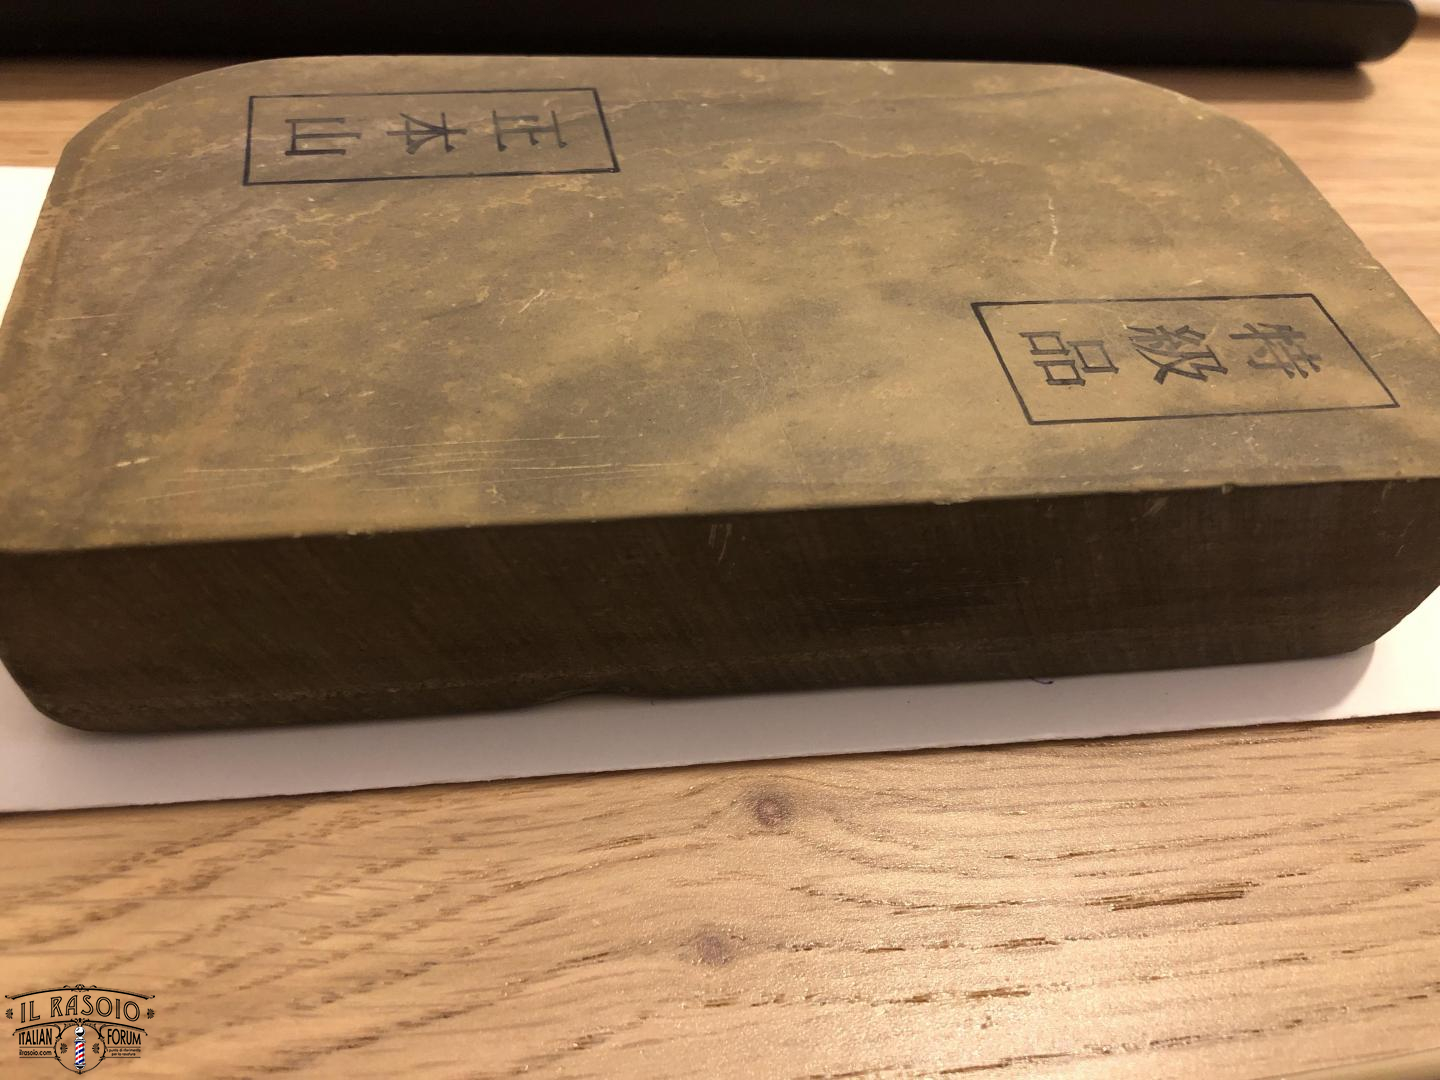 正本山
特級品
IL RASOIO
ITALIAN FORUM
ilrasoio.com